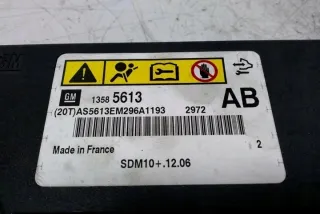 GM
1358 5613
AB
(20T)AS5613EM296A1193 2972
Made in France
2
SDM10+.12.06